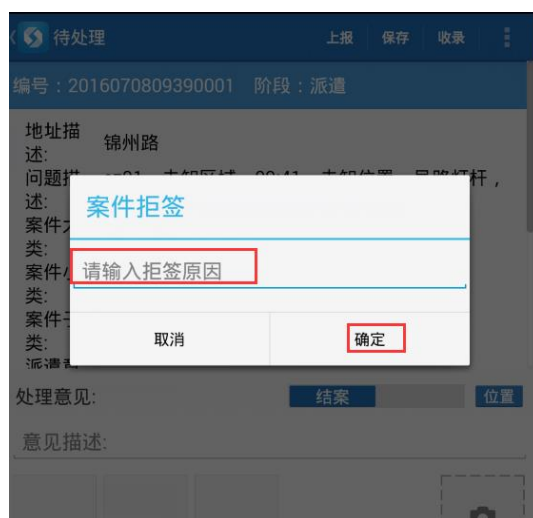 待处理 上报 保存 收录
编号：2016070809390001 阶段：派遣
地址描
述: 锦州路
问题描
述:
案件大
类:
案件拒签
案件小
类:
请输入拒签原因
案件子
类:
取消 确定
处理意见: 结案 位置
意见描述: